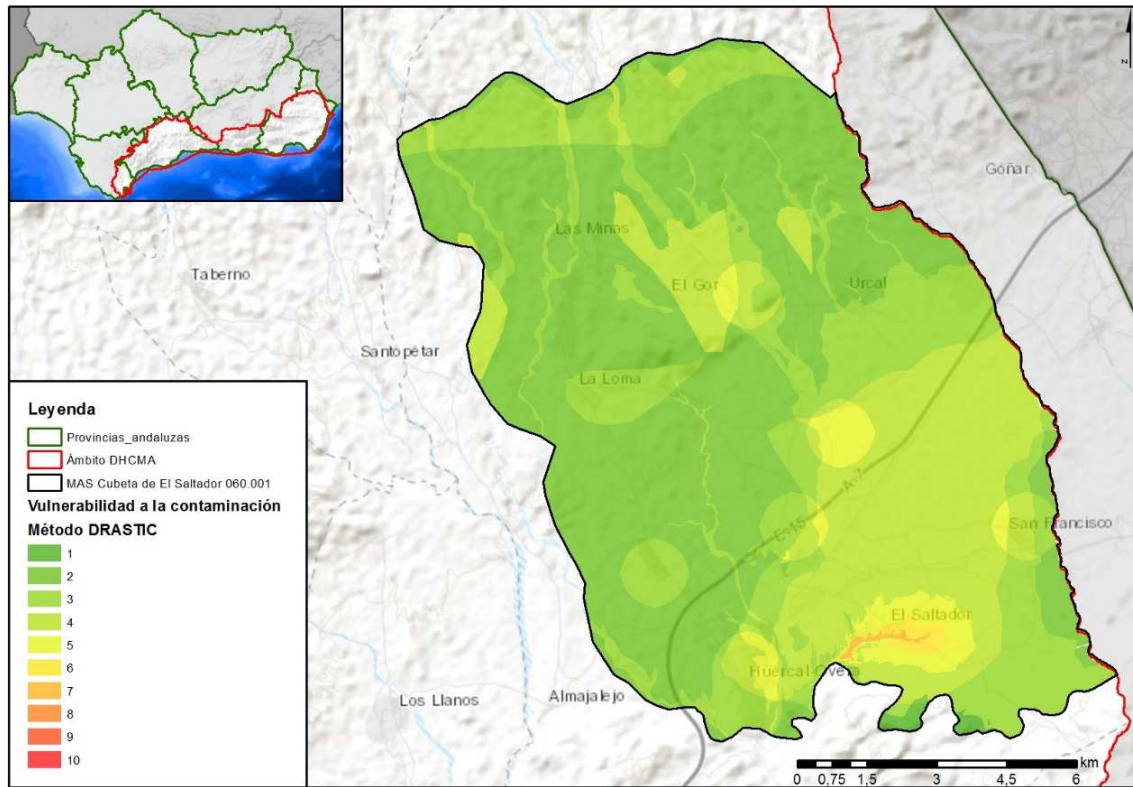 N
Góñar
Las Minas
Taberno
El Gor
Urcal
Santopétar
La Loma
Leyenda
Provincias_andaluzas
Ámbito DHCMA
MAS Cubeta de El Saltador 060.001
Vulnerabilidad a la contaminación
Método DRASTIC
1
2
3
4
5
6
7
8
9
10
A-7
E-15
San Francisco
El Saltador
Huercal-Overa
Los Llanos
Almajalejo
km
0 0,75 1,5 3 4,5 6